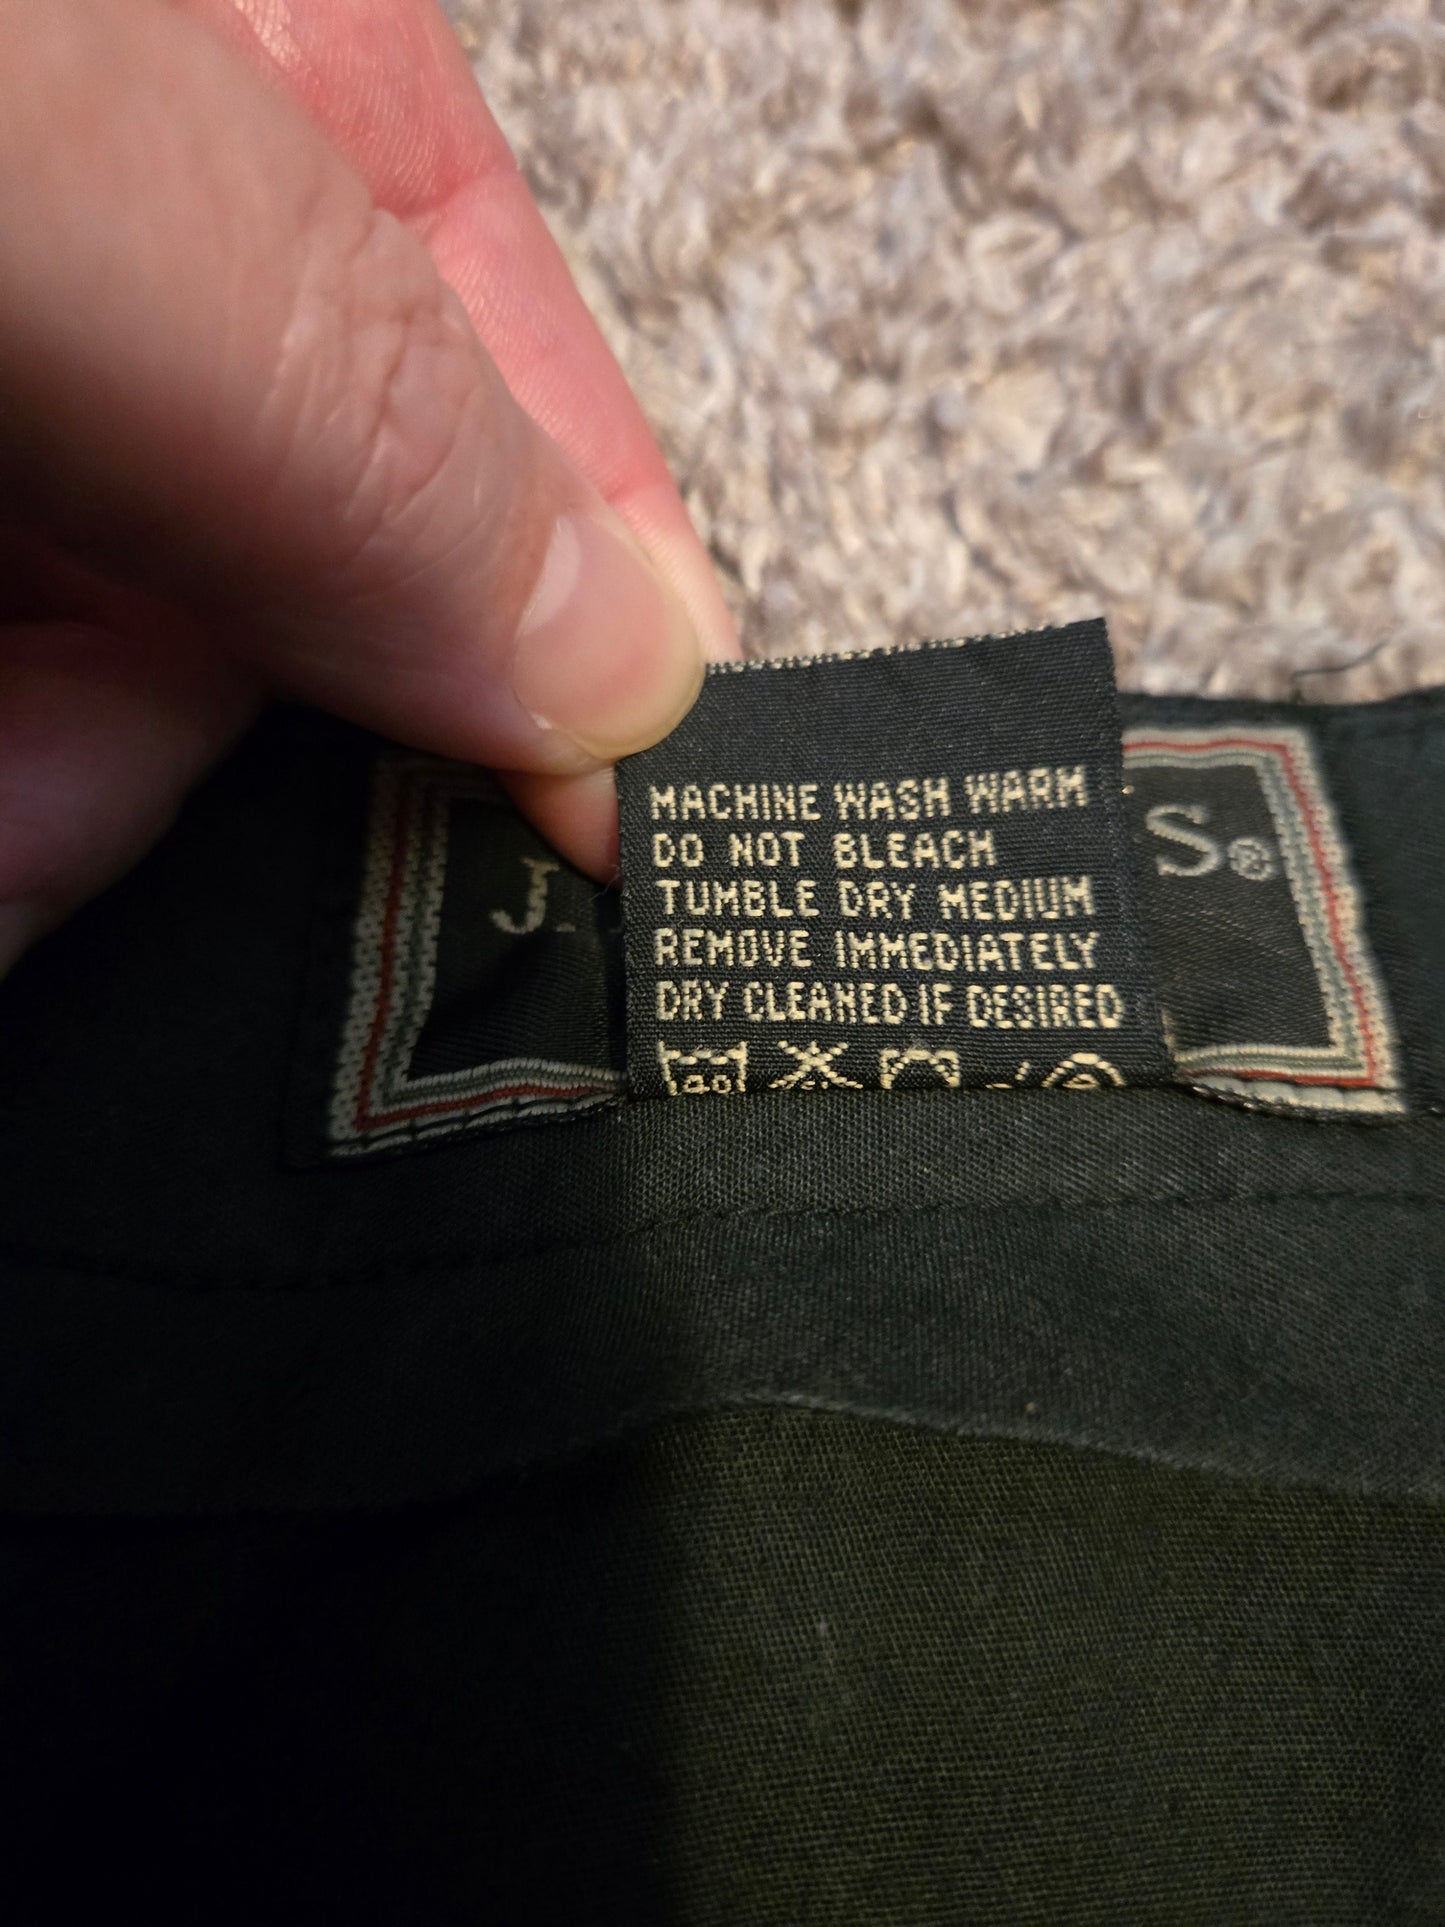 MACHINE WASH WARM
DO NOT BLEACH
TUMBLE DRY MEDIUM
REMOVE IMMEDIATELY
DRY CLEANED IF DESIRED
J. S®